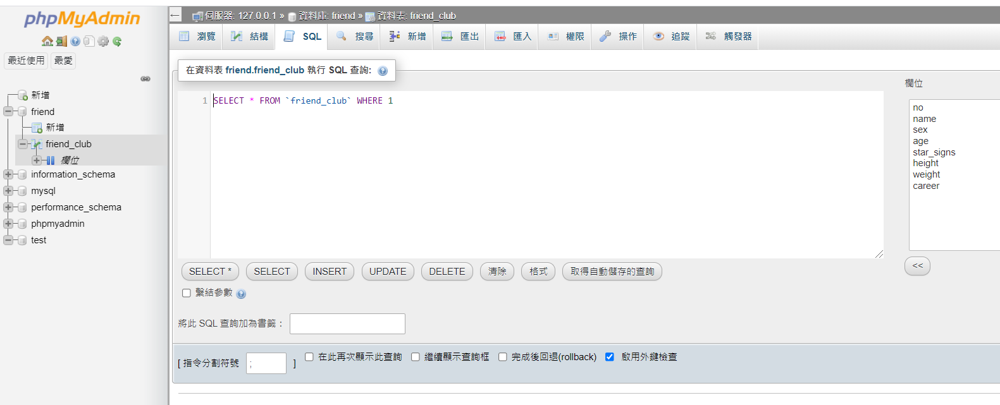 phpMyAdmin
最近使用 最愛
新增
friend
新增
friend_club
欄位
information_schema
mysql
performance_schema
phpmyadmin
test
伺服器: 127.0.0.1 » 資料庫: friend » 資料表: friend_club
瀏覽 結構 SQL 搜尋 新增 匯出 匯入 權限 操作 追蹤 觸發器
在資料表 friend.friend_club 執行 SQL 查詢:
1 SELECT * FROM `friend_club` WHERE 1
欄位
no
name
sex
age
star_signs
height
weight
career
<<
SELECT * SELECT INSERT UPDATE DELETE 清除 格式 取得自動儲存的查詢
繫結參數
將此 SQL 查詢加為書籤：
[ 指令分割符號 ; ] 在此再次顯示此查詢 繼續顯示查詢框 完成後回退(rollback) 啟用外鍵檢查